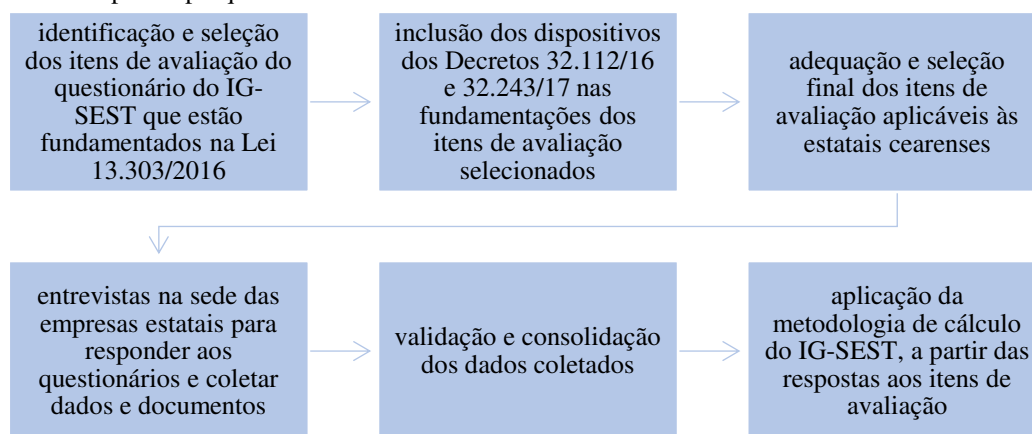 identificação e seleção
dos itens de avaliação do
questionário do IG-
SEST que estão
fundamentados na Lei
13.303/2016
inclusão dos dispositivos
dos Decretos 32.112/16
e 32.243/17 nas
fundamentações dos
itens de avaliação
selecionados
adequação e seleção
final dos itens de
avaliação aplicáveis às
estatais cearenses
entrevistas na sede das
empresas estatais para
responder aos
questionários e coletar
dados e documentos
validação e consolidação
dos dados coletados
aplicação da
metodologia de cálculo
do IG-SEST, a partir das
respostas aos itens de
avaliação